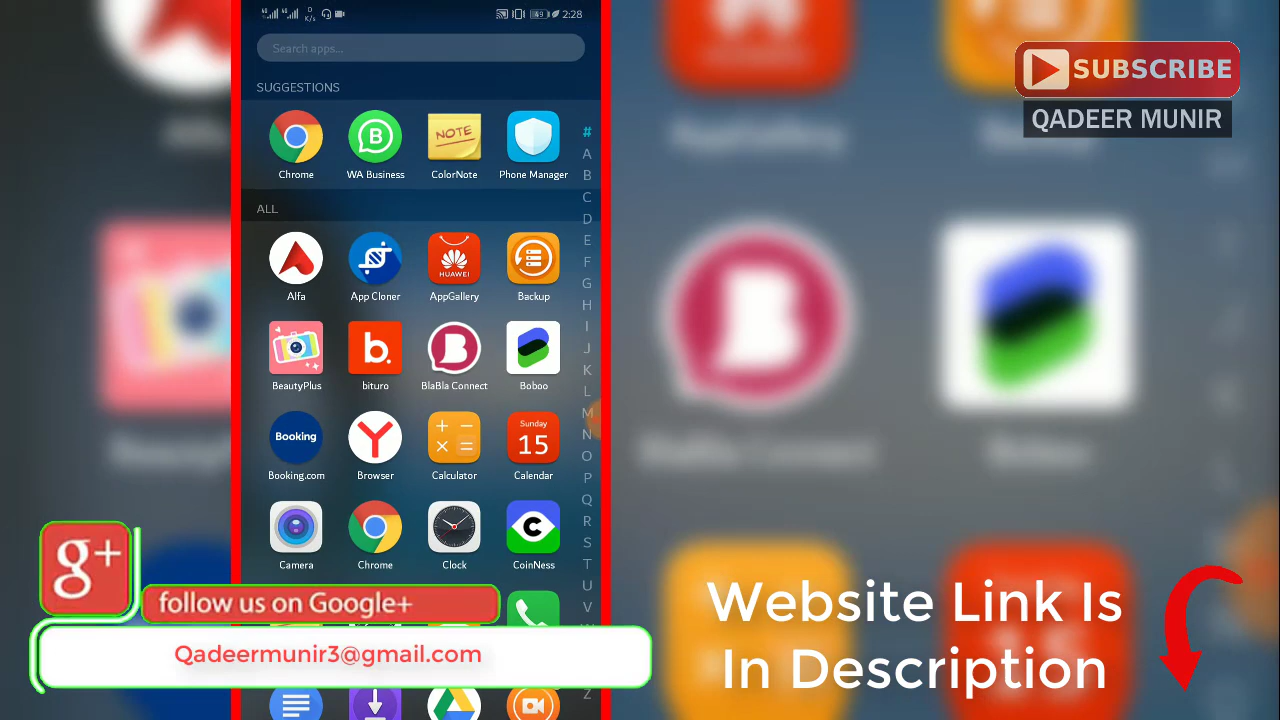 2:28
49
K/s
Search apps...
SUGGESTIONS
NOTE
Chrome
WA Business
ColorNote
Phone Manager
ALL
HUAWEI
Alfa
App Cloner
AppGallery
Backup
b.
BeautyPlus
bituro
BlaBla Connect
Boboo
Booking
Sunday
15
Booking.com
Browser
Calculator
Calendar
Camera
Chrome
Clock
CoinNess
#
A
B
C
D
E
F
G
H
I
J
K
L
M
N
O
P
Q
R
S
T
U
V
Z
SUBSCRIBE
QADEER MUNIR
g+
follow us on Google+
Qadeermunir3@gmail.com
Website Link Is
In Description